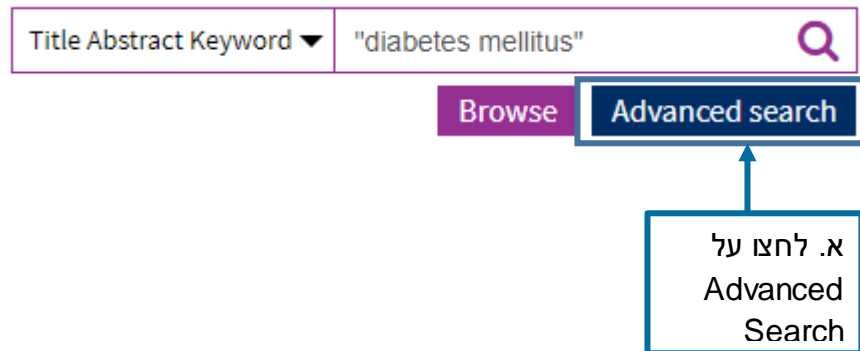 Title Abstract Keyword "diabetes mellitus"
Browse Advanced search
א. לחצו על
Advanced
Search